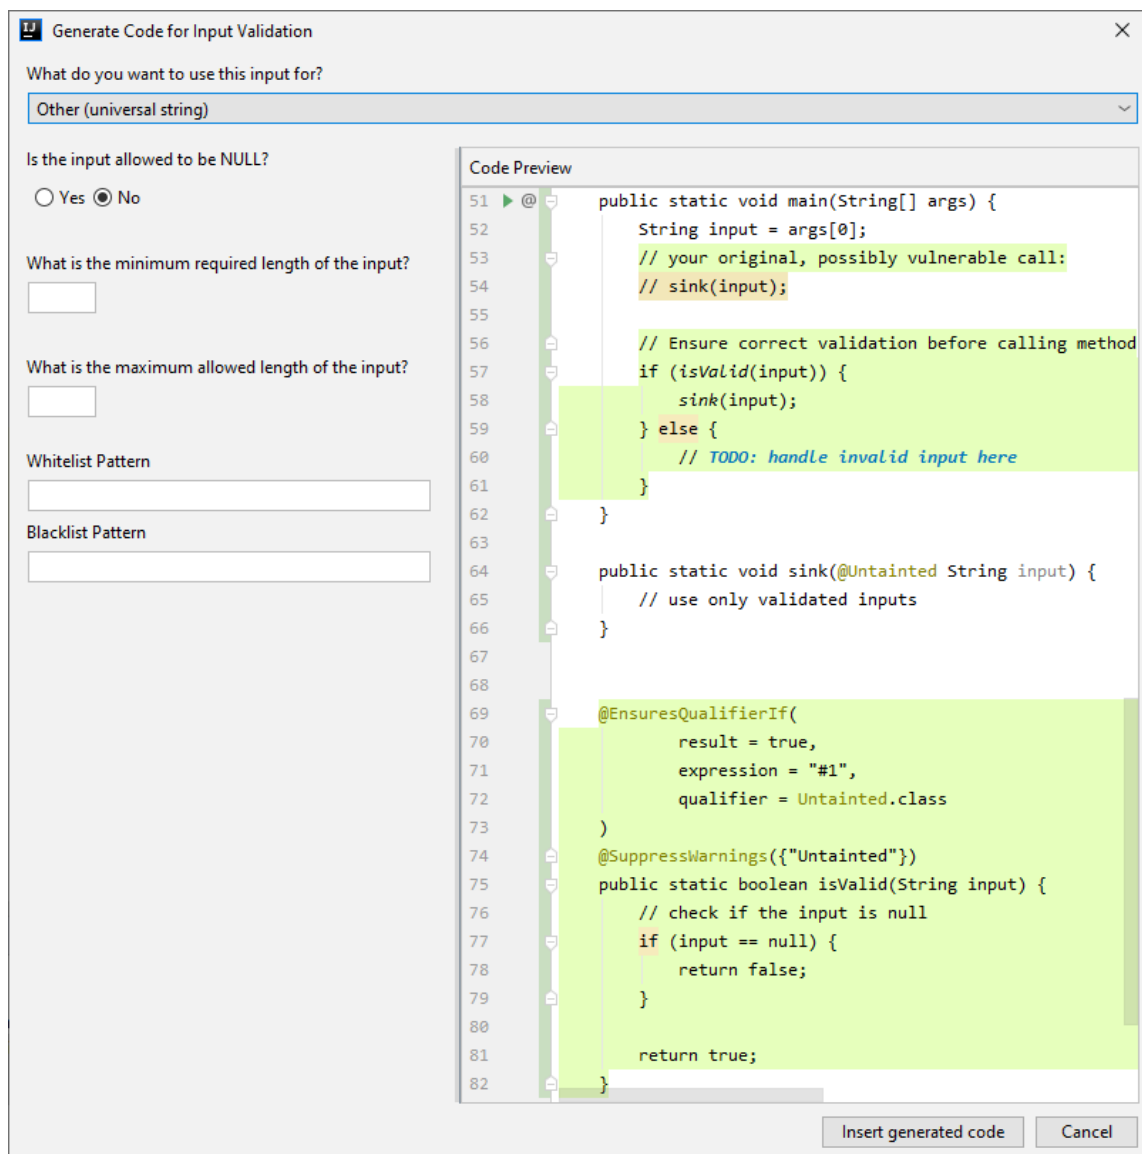 IJ Generate Code for Input Validation
What do you want to use this input for?
Other (universal string)
Is the input allowed to be NULL?
Yes No
What is the minimum required length of the input?
What is the maximum allowed length of the input?
Whitelist Pattern
Blacklist Pattern
Code Preview
51 @ public static void main(String[] args) {
52 String input = args[0];
53 // your original, possibly vulnerable call:
54 // sink(input);
55
56 // Ensure correct validation before calling method
57 if (isValid(input)) {
58 sink(input);
59 } else {
60 // TODO: handle invalid input here
61 }
62 }
63
64 public static void sink(@Untainted String input) {
65 // use only validated inputs
66 }
67
68
69 @EnsuresQualifierIf(
70 result = true,
71 expression = "#1",
72 qualifier = Untainted.class
73 )
74 @SuppressWarnings({"Untainted"})
75 public static boolean isValid(String input) {
76 // check if the input is null
77 if (input == null) {
78 return false;
79 }
80
81 return true;
82 }
Insert generated code Cancel